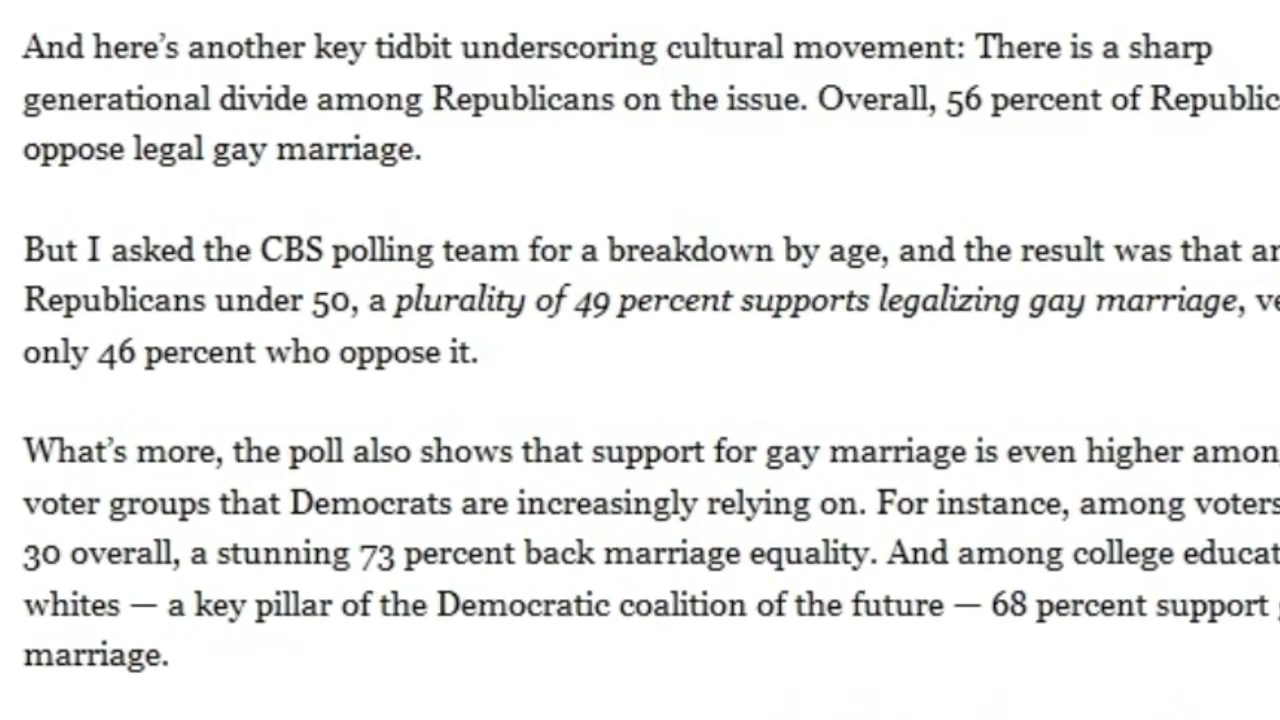 And here’s another key tidbit underscoring cultural movement: There is a sharp
generational divide among Republicans on the issue. Overall, 56 percent of Republic
oppose legal gay marriage.
But I asked the CBS polling team for a breakdown by age, and the result was that
Republicans under 50, a plurality of 49 percent supports legalizing gay marriage,
only 46 percent who oppose it.
What’s more, the poll also shows that support for gay marriage is even higher amon
voter groups that Democrats are increasingly relying on. For instance, among voters
30 overall, a stunning 73 percent back marriage equality. And among college educat
whites — a key pillar of the Democratic coalition of the future — 68 percent support
marriage.